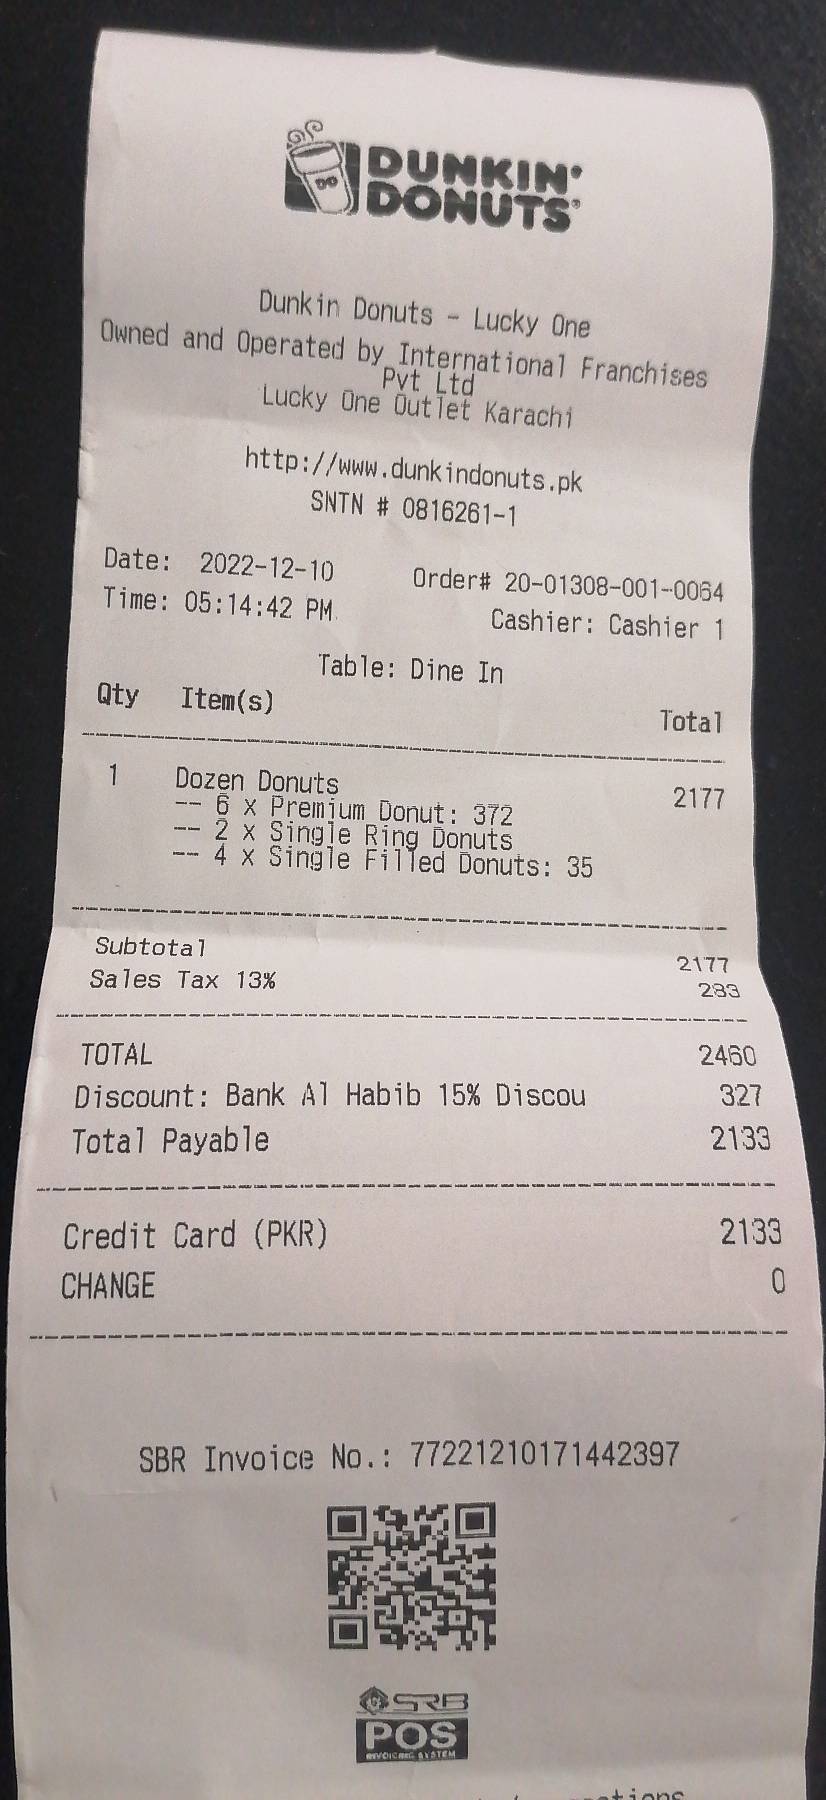 DUNKIN'
DONUTS®
DD
Dunkin Donuts - Lucky One
Owned and Operated by International Franchises
Pvt Ltd
Lucky One Outlet Karachi
http://www.dunkindonuts.pk
SNTN # 0816261-1
Date: 2022-12-10 Order# 20-01308-001-0064
Time: 05:14:42 PM Cashier: Cashier 1
Table: Dine In
Qty Item(s) Total
1 Dozen Donuts 2177
-- 6 x Premium Donut: 372
-- 2 x Single Ring Donuts
-- 4 x Single Filled Donuts: 35
Subtotal 2177
Sales Tax 13% 283
TOTAL 2460
Discount: Bank Al Habib 15% Discou 327
Total Payable 2133
Credit Card (PKR) 2133
CHANGE 0
SBR Invoice No.: 77221210171442397
SRB
POS
INVOICING SYSTEM